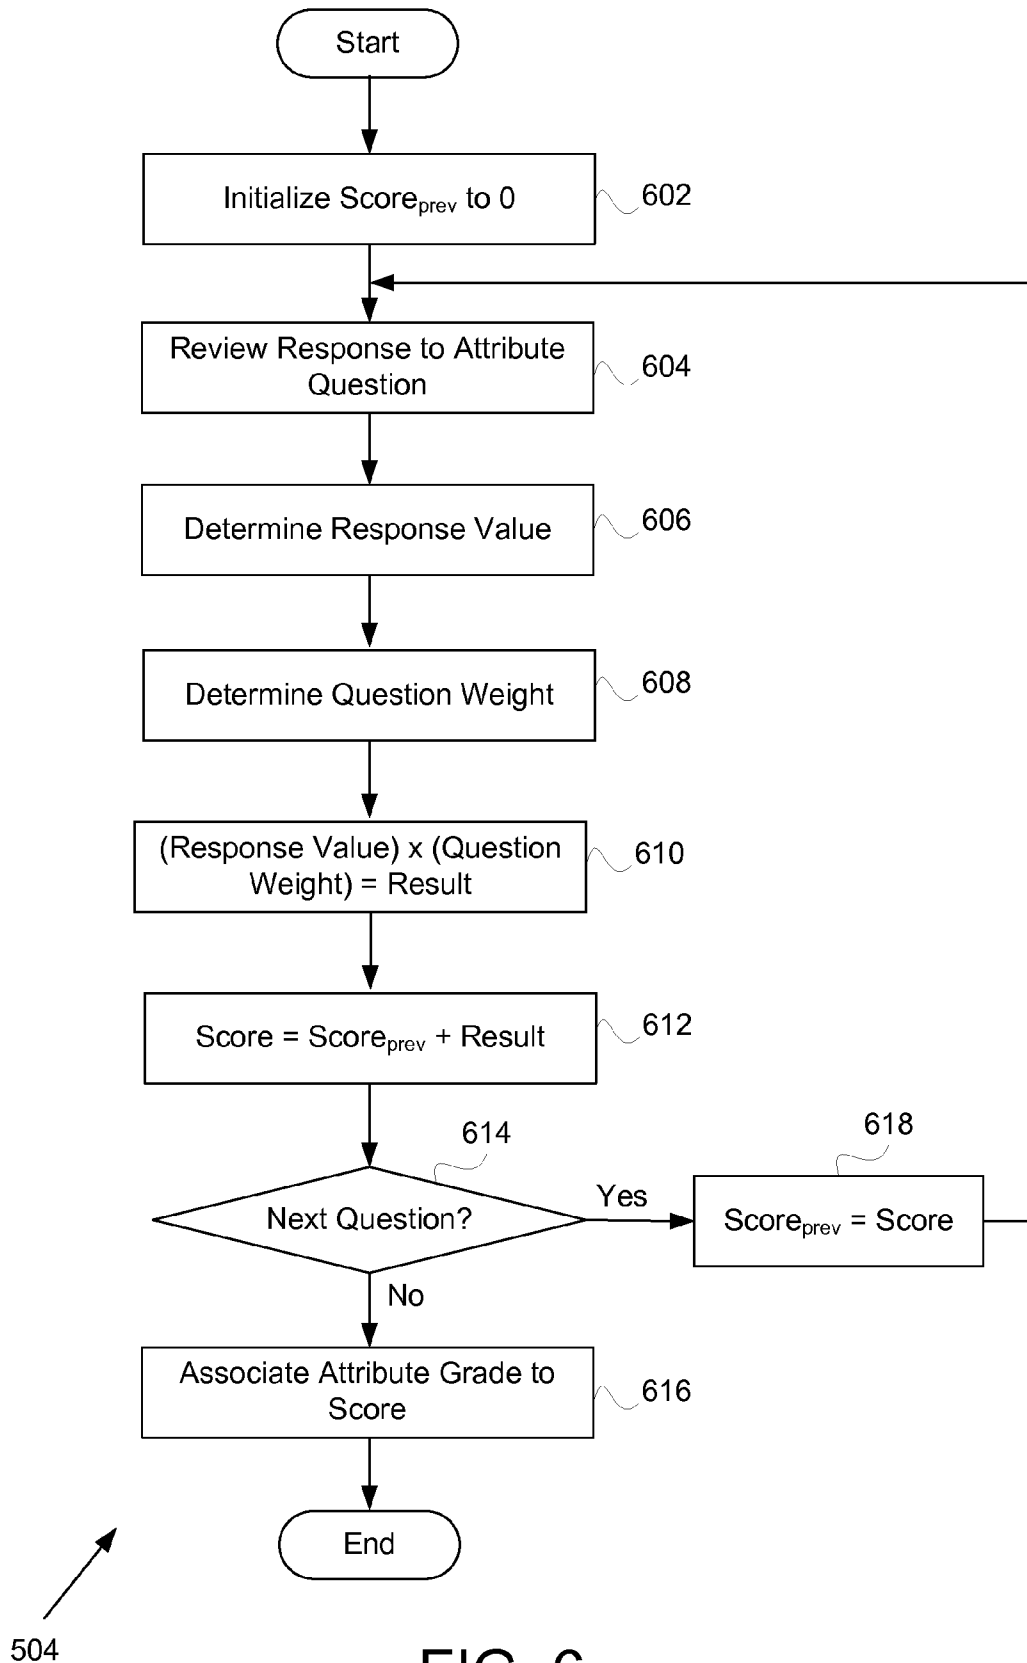 Start
Initialize Scoreprev to 0
602
Review Response to Attribute
Question
604
Determine Response Value
606
Determine Question Weight
608
(Response Value) x (Question
Weight) = Result
610
Score = Scoreprev + Result
612
614
Next Question?
Yes
618
Scoreprev = Score
No
Associate Attribute Grade to
Score
616
End
504
FIG. 6